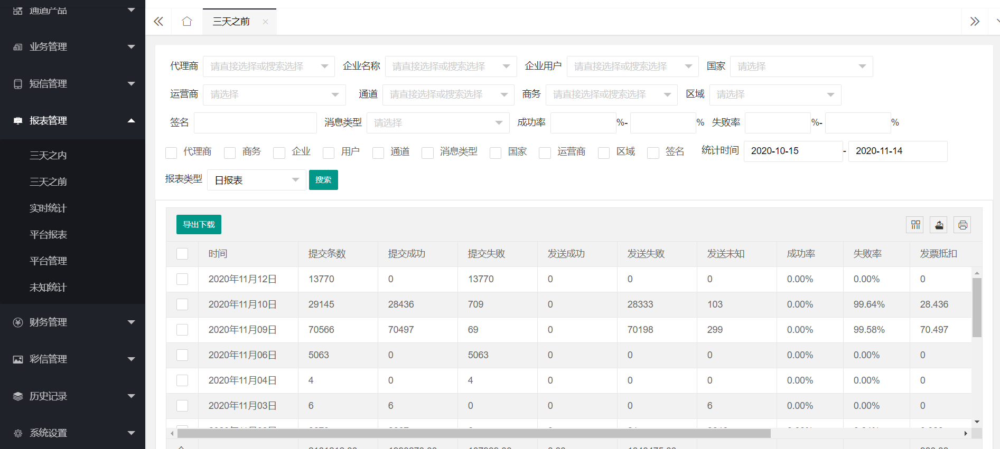 通道产品
业务管理
短信管理
报表管理
三天之内
三天之前
实时统计
平台报表
平台管理
未知统计
财务管理
彩信管理
历史记录
系统设置
三天之前
代理商 请直接选择或搜索选择 企业名称 请直接选择或搜索选择 企业用户 请直接选择或搜索选择 国家 请选择
运营商 请选择 通道 请直接选择或搜索选择 商务 请直接选择或搜索选择 区域 请选择
签名 消息类型 请选择 成功率 %- % 失败率 %- %
代理商 商务 企业 用户 通道 消息类型 国家 运营商 区域 签名 统计时间 2020-10-15 - 2020-11-14
报表类型 日报表 搜索
导出下载
时间 提交条数 提交成功 提交失败 发送成功 发送失败 发送未知 成功率 失败率 发票抵扣
2020年11月12日 13770 0 13770 0 0 0 0.00% 0.00% 0
2020年11月10日 29145 28436 709 0 28333 103 0.00% 99.64% 28.436
2020年11月09日 70566 70497 69 0 70198 299 0.00% 99.58% 70.497
2020年11月06日 5063 0 5063 0 0 0 0.00% 0.00% 0
2020年11月04日 4 0 4 0 0 0 0.00% 0.00% 0
2020年11月03日 6 6 0 0 0 6 0.00% 0.00% 0